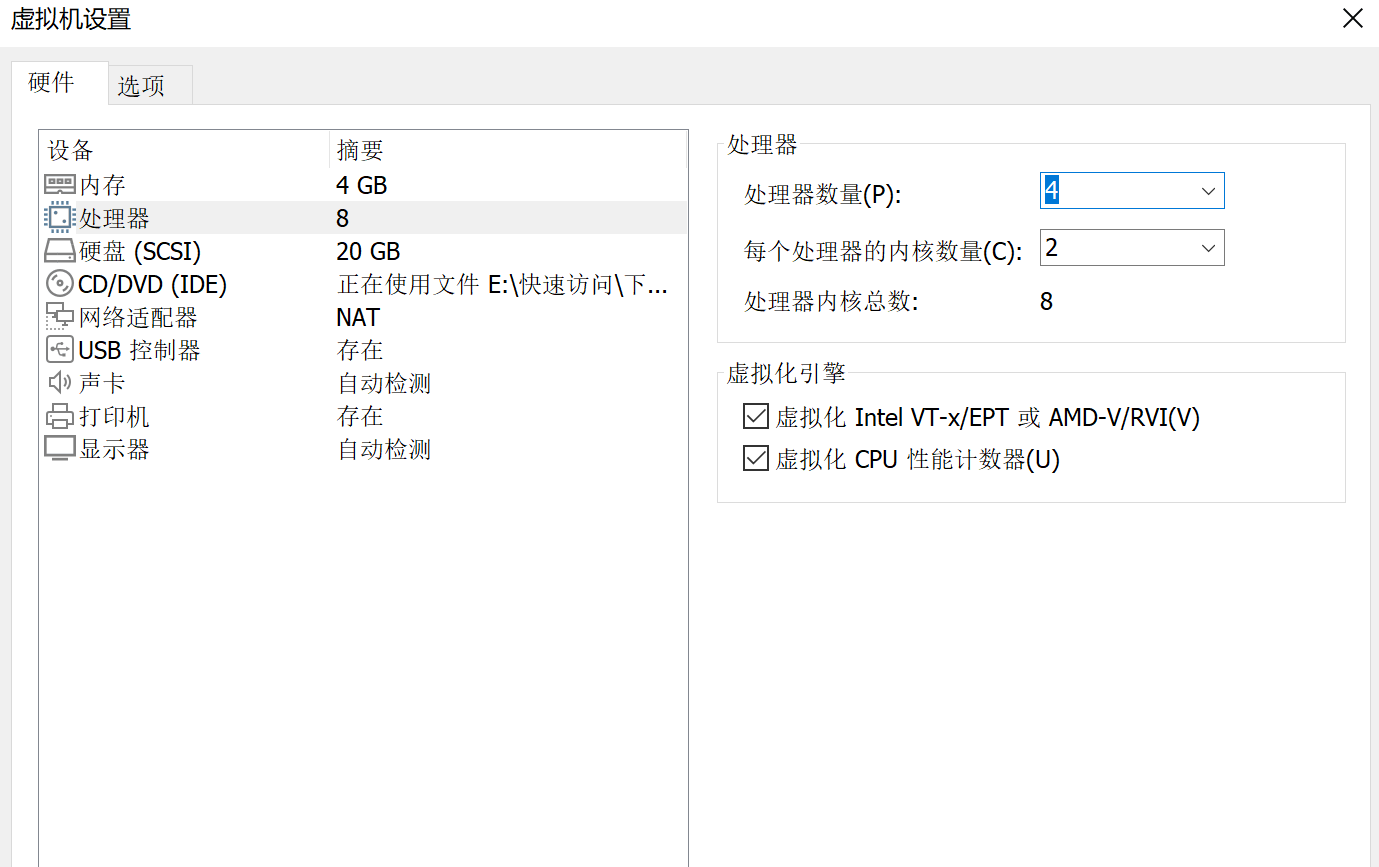 虚拟机设置
硬件 选项
设备 摘要
内存 4 GB
处理器 8
硬盘 (SCSI) 20 GB
CD/DVD (IDE) 正在使用文件 E:\快速访问\下...
网络适配器 NAT
USB 控制器 存在
声卡 自动检测
打印机 存在
显示器 自动检测
处理器
处理器数量(P): 4
每个处理器的内核数量(C): 2
处理器内核总数: 8
虚拟化引擎
虚拟化 Intel VT-x/EPT 或 AMD-V/RVI(V)
虚拟化 CPU 性能计数器(U)